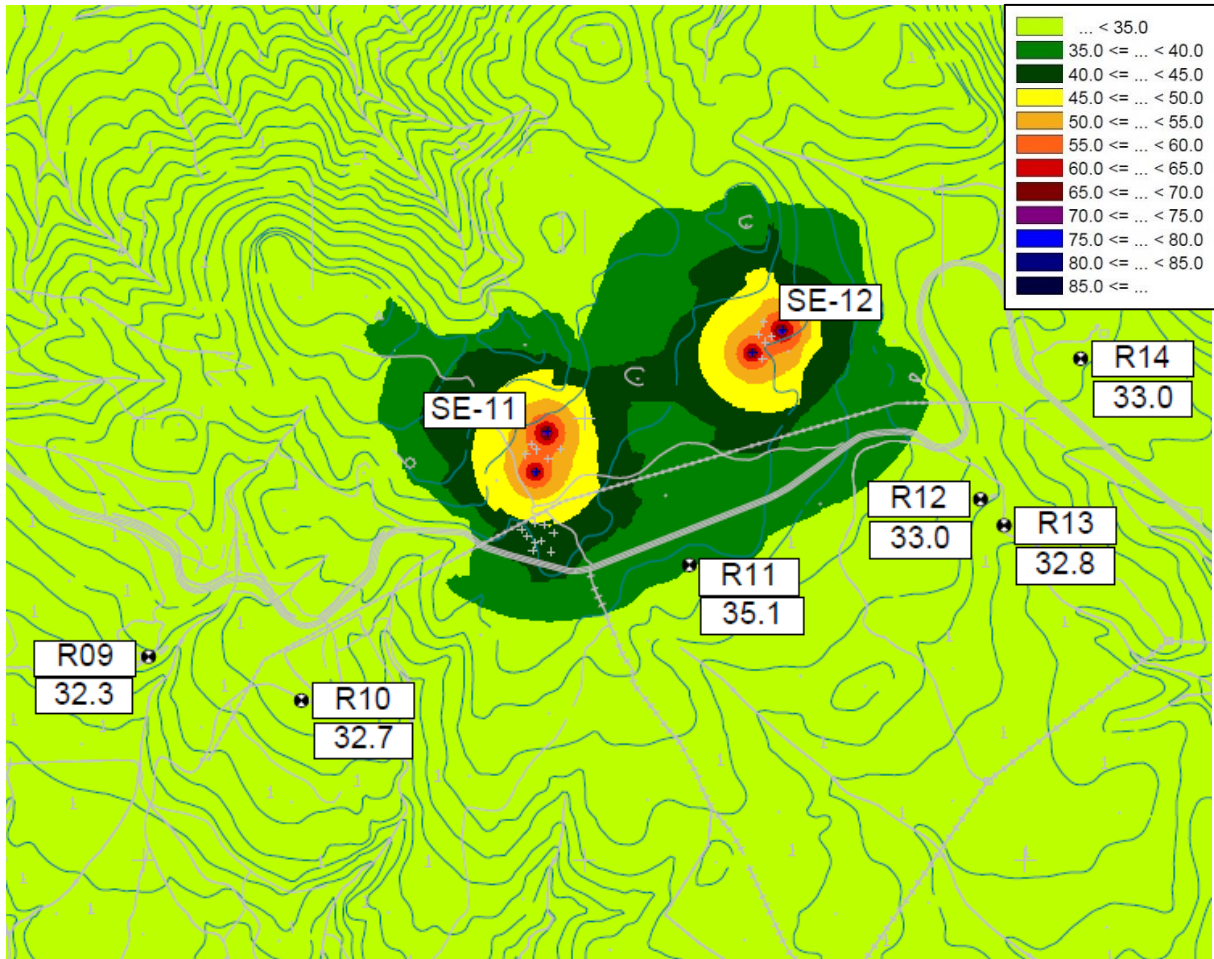 ... < 35.0
35.0 <= ... < 40.0
40.0 <= ... < 45.0
45.0 <= ... < 50.0
50.0 <= ... < 55.0
55.0 <= ... < 60.0
60.0 <= ... < 65.0
65.0 <= ... < 70.0
70.0 <= ... < 75.0
75.0 <= ... < 80.0
80.0 <= ... < 85.0
85.0 <= ...
SE-12
R14
33.0
SE-11
R12
33.0
R13
32.8
R11
35.1
R09
32.3
R10
32.7